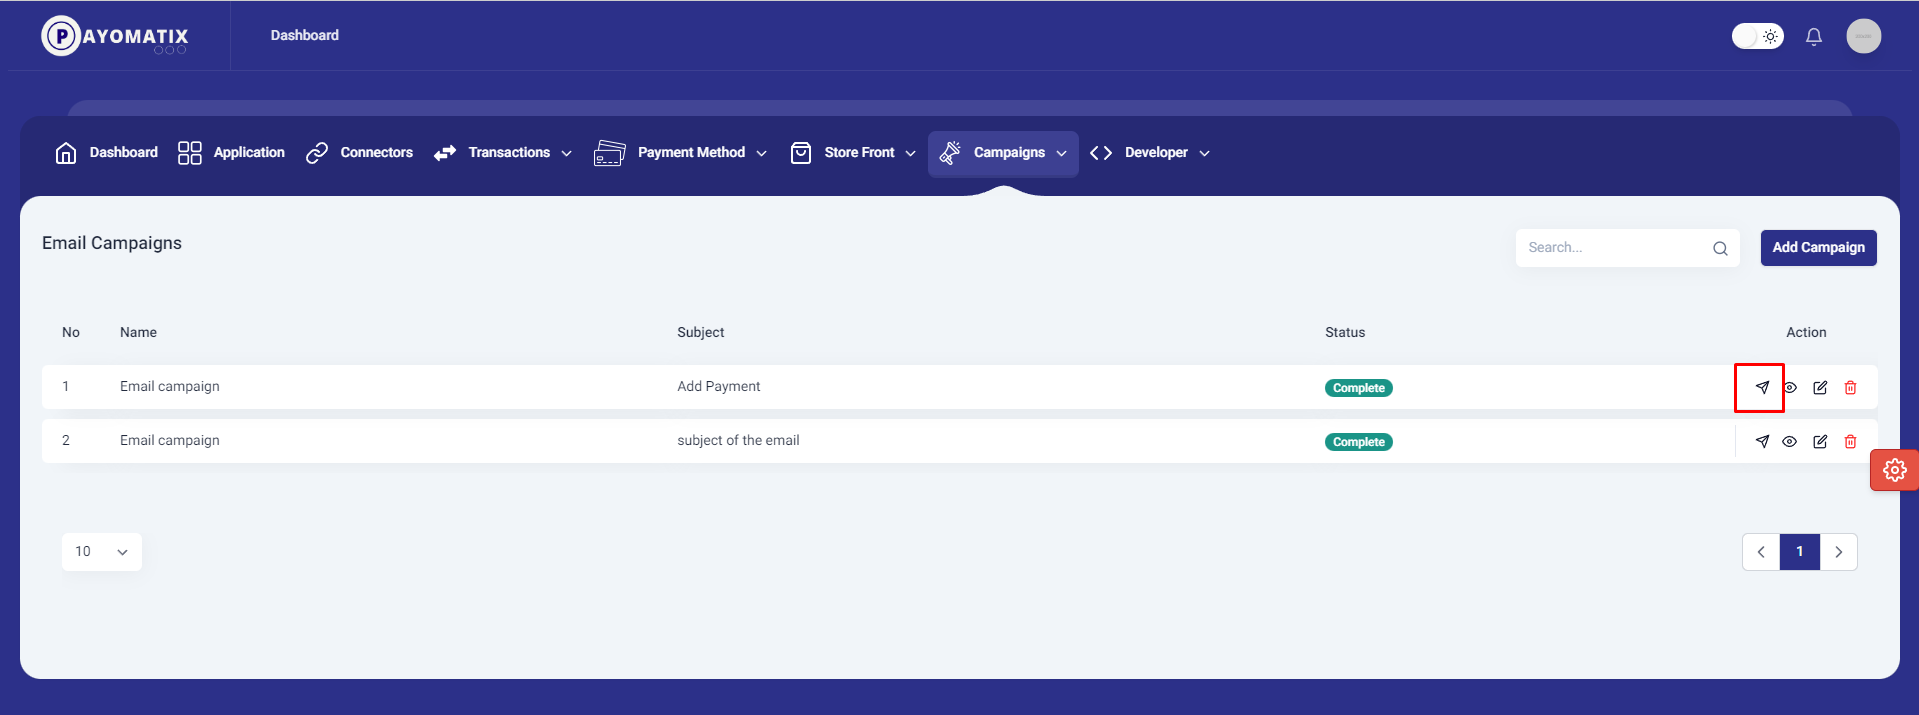 PAYOMATIX
Dashboard
Dashboard Application Connectors Transactions Payment Method Store Front Campaigns Developer
Email Campaigns
Search...
Add Campaign
No Name Subject Status Action
1 Email campaign Add Payment Complete
2 Email campaign subject of the email Complete
10
1